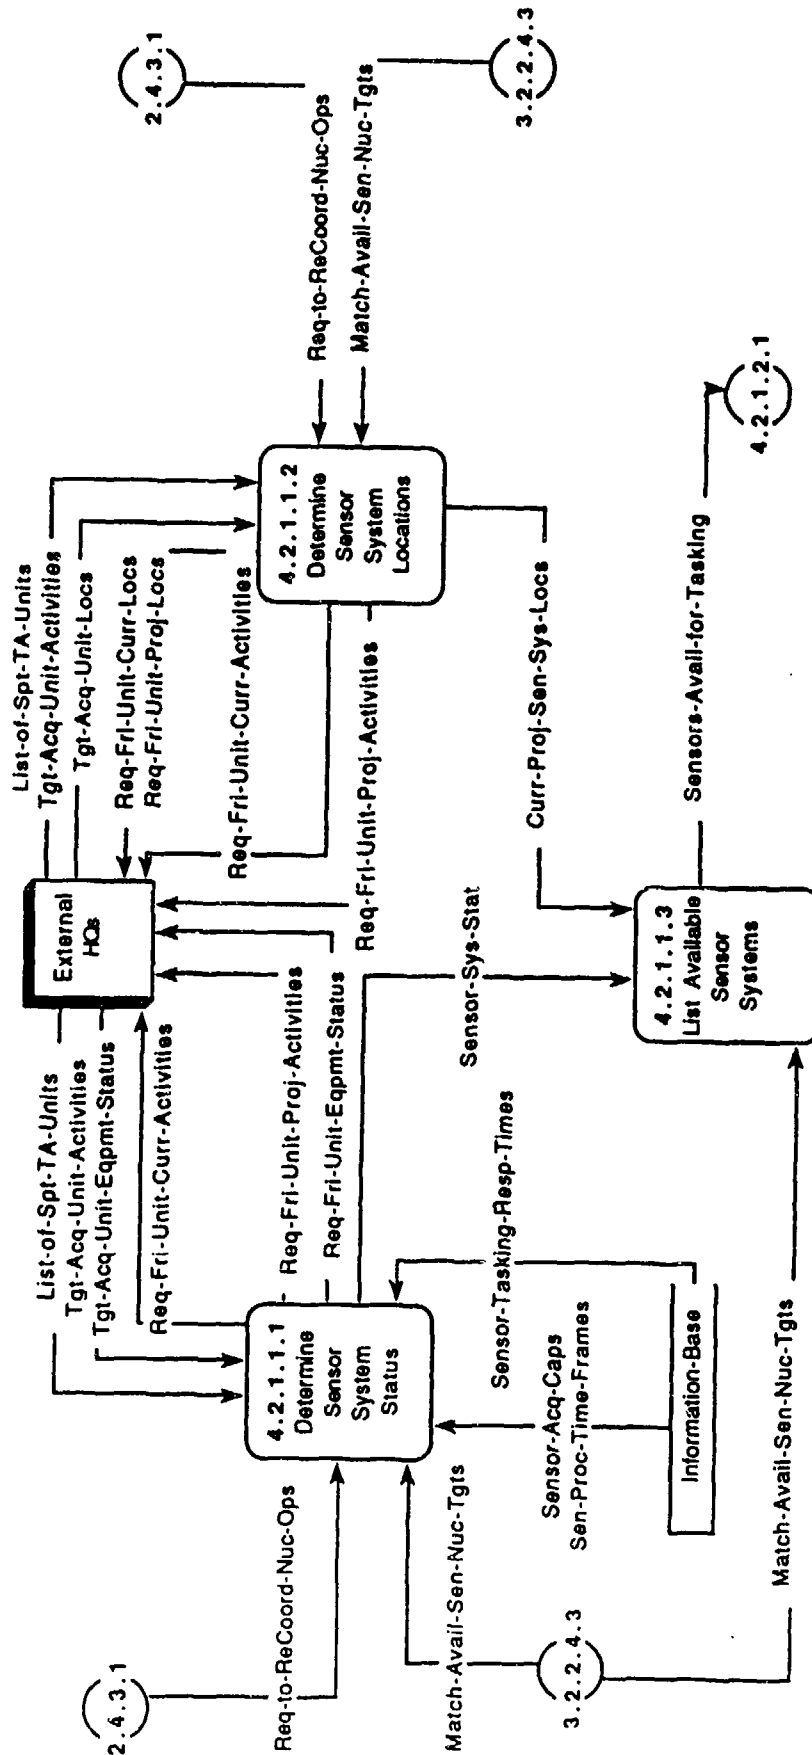 2.4.3.1
Req-to-ReCoord-Nuc-Ops
3.2.2.4.3
Match-Avail-Sen-Nuc-Tgts
Match-Avail-Sen-Nuc-Tgts
List-of-Spt-TA-Units
Tgt-Acq-Unit-Activities
Tgt-Acq-Unit-Eqpmt-Status
Req-Fri-Unit-Curr-Activities
4.2.1.1.1
Determine
Sensor
System
Status
Req-Fri-Unit-Proj-Activities
Req-Fri-Unit-Eqpmt-Status
Sensor-Tasking-Resp-Times
Sensor-Acq-Caps
Sen-Proc-Time-Frames
Information-Base
External
HQs
Sensor-Sys-Stat
4.2.1.1.3
List Available
Sensor
Systems
List-of-Spt-TA-Units
Tgt-Acq-Unit-Activities
Tgt-Acq-Unit-Locs
Req-Fri-Unit-Curr-Locs
Req-Fri-Unit-Proj-Locs
Req-Fri-Unit-Curr-Activities
Req-Fri-Unit-Proj-Activities
Curr-Proj-Sen-Sys-Locs
Sensors-Avail-for-Tasking
4.2.1.1.2
Determine
Sensor
System
Locations
4.2.1.2.1
Req-to-ReCoord-Nuc-Ops
Match-Avail-Sen-Nuc-Tgts
2.4.3.1
3.2.2.4.3